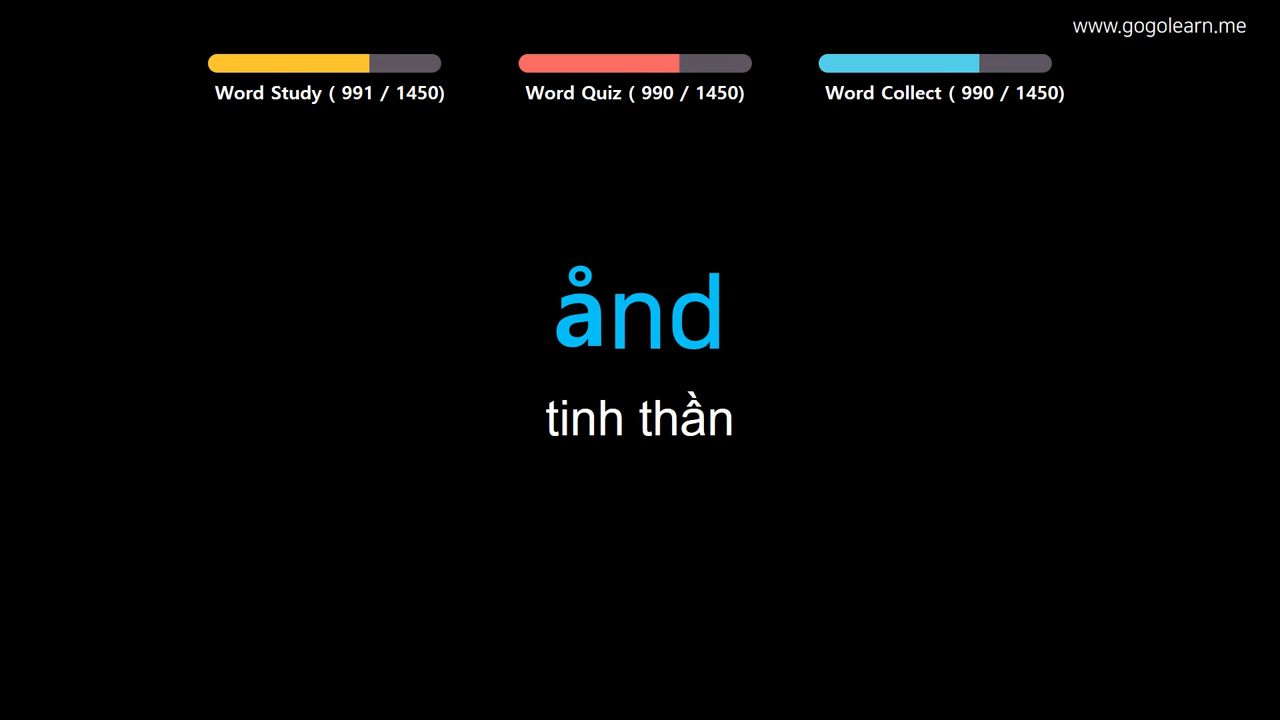 www.gogolearn.me
Word Study ( 991 / 1450)
Word Quiz ( 990 / 1450)
Word Collect ( 990 / 1450)
ånd
tinh thần